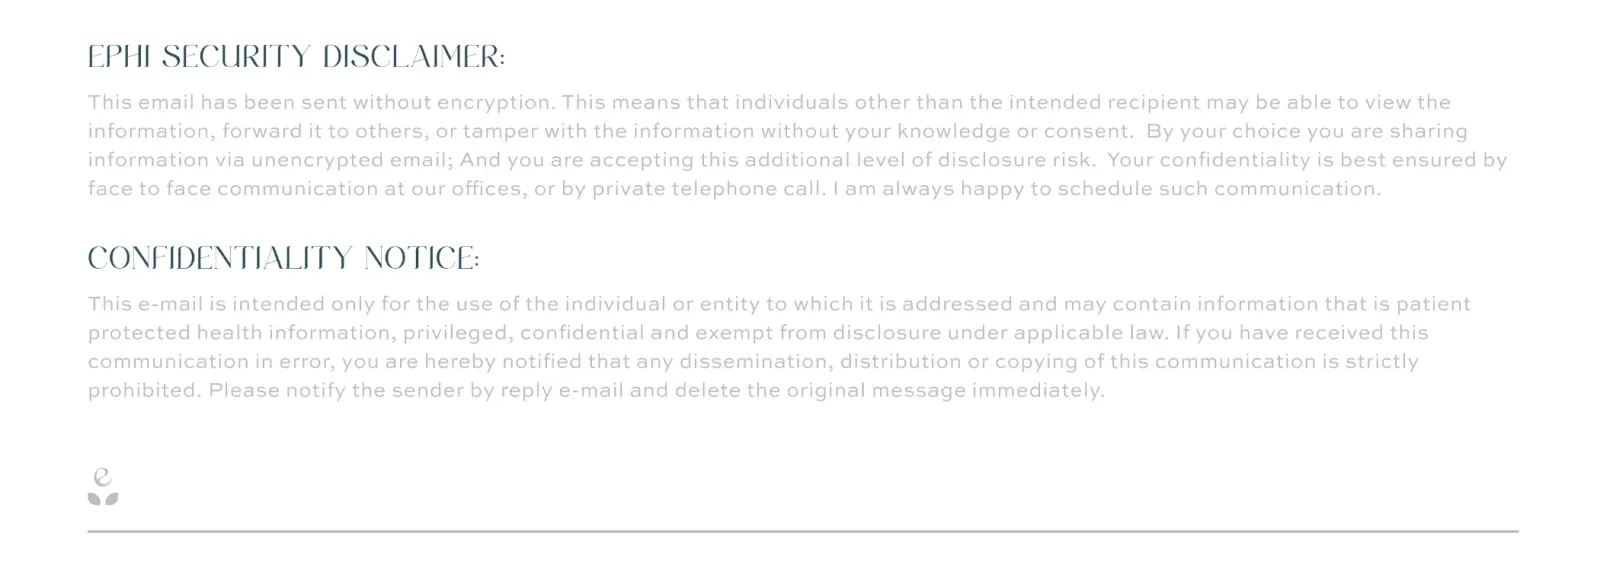 EPHI SECURITY DISCLAIMER:
This email has been sent without encryption. This means that individuals other than the intended recipient may be able to view the
information, forward it to others, or tamper with the information without your knowledge or consent.  By your choice you are sharing
information via unencrypted email; And you are accepting this additional level of disclosure risk.  Your confidentiality is best ensured by
face to face communication at our offices, or by private telephone call. I am always happy to schedule such communication.
CONFIDENTIALITY NOTICE:
This e-mail is intended only for the use of the individual or entity to which it is addressed and may contain information that is patient
protected health information, privileged, confidential and exempt from disclosure under applicable law. If you have received this
communication in error, you are hereby notified that any dissemination, distribution or copying of this communication is strictly
prohibited. Please notify the sender by reply e-mail and delete the original message immediately.
e